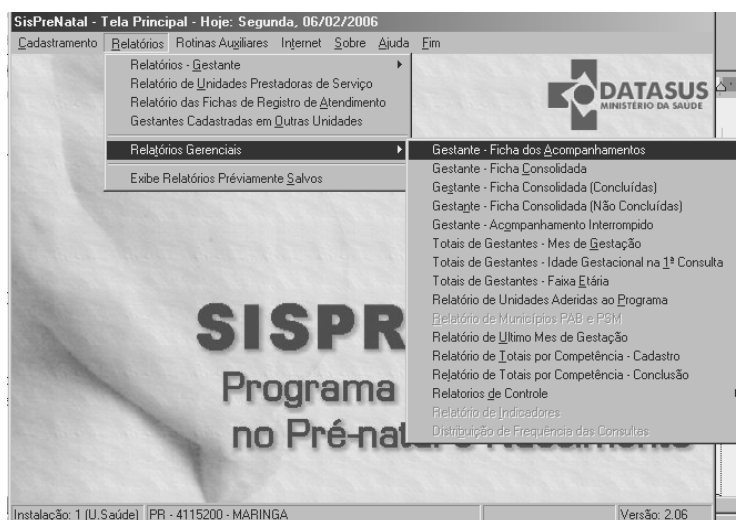 SisPreNatal - Tela Principal - Hoje: Segunda, 06/02/2006
Cadastramento Relatórios Rotinas Auxiliares Internet Sobre Ajuda Fim
Relatórios - Gestante
Relatório de Unidades Prestadoras de Serviço
Relatório das Fichas de Registro de Atendimento
Gestantes Cadastradas em Outras Unidades
Relatórios Gerenciais
Exibe Relatórios Préviamente Salvos
DATASUS
MINISTÉRIO DA SAÚDE
Gestante - Ficha dos Acompanhamentos
Gestante - Ficha Consolidada
Gestante - Ficha Consolidada (Concluídas)
Gestante - Ficha Consolidada (Não Concluídas)
Gestante - Acompanhamento Interrompido
Totais de Gestantes - Mes de Gestação
Totais de Gestantes - Idade Gestacional na 1ª Consulta
Totais de Gestantes - Faixa Etária
Relatório de Unidades Aderidas ao Programa
Relatório de Municípios PAB e PSM
Relatório de Ultimo Mes de Gestação
Relatório de Totais por Competência - Cadastro
Relatório de Totais por Competência - Conclusão
Relatorios de Controle
Relatório de Indicadores
Distribuição de Frequência das Consultas
SISPR
Programa
no Pré-nat
Instalação: 1 (U.Saúde) PR - 4115200 - MARINGA Versão: 2.06